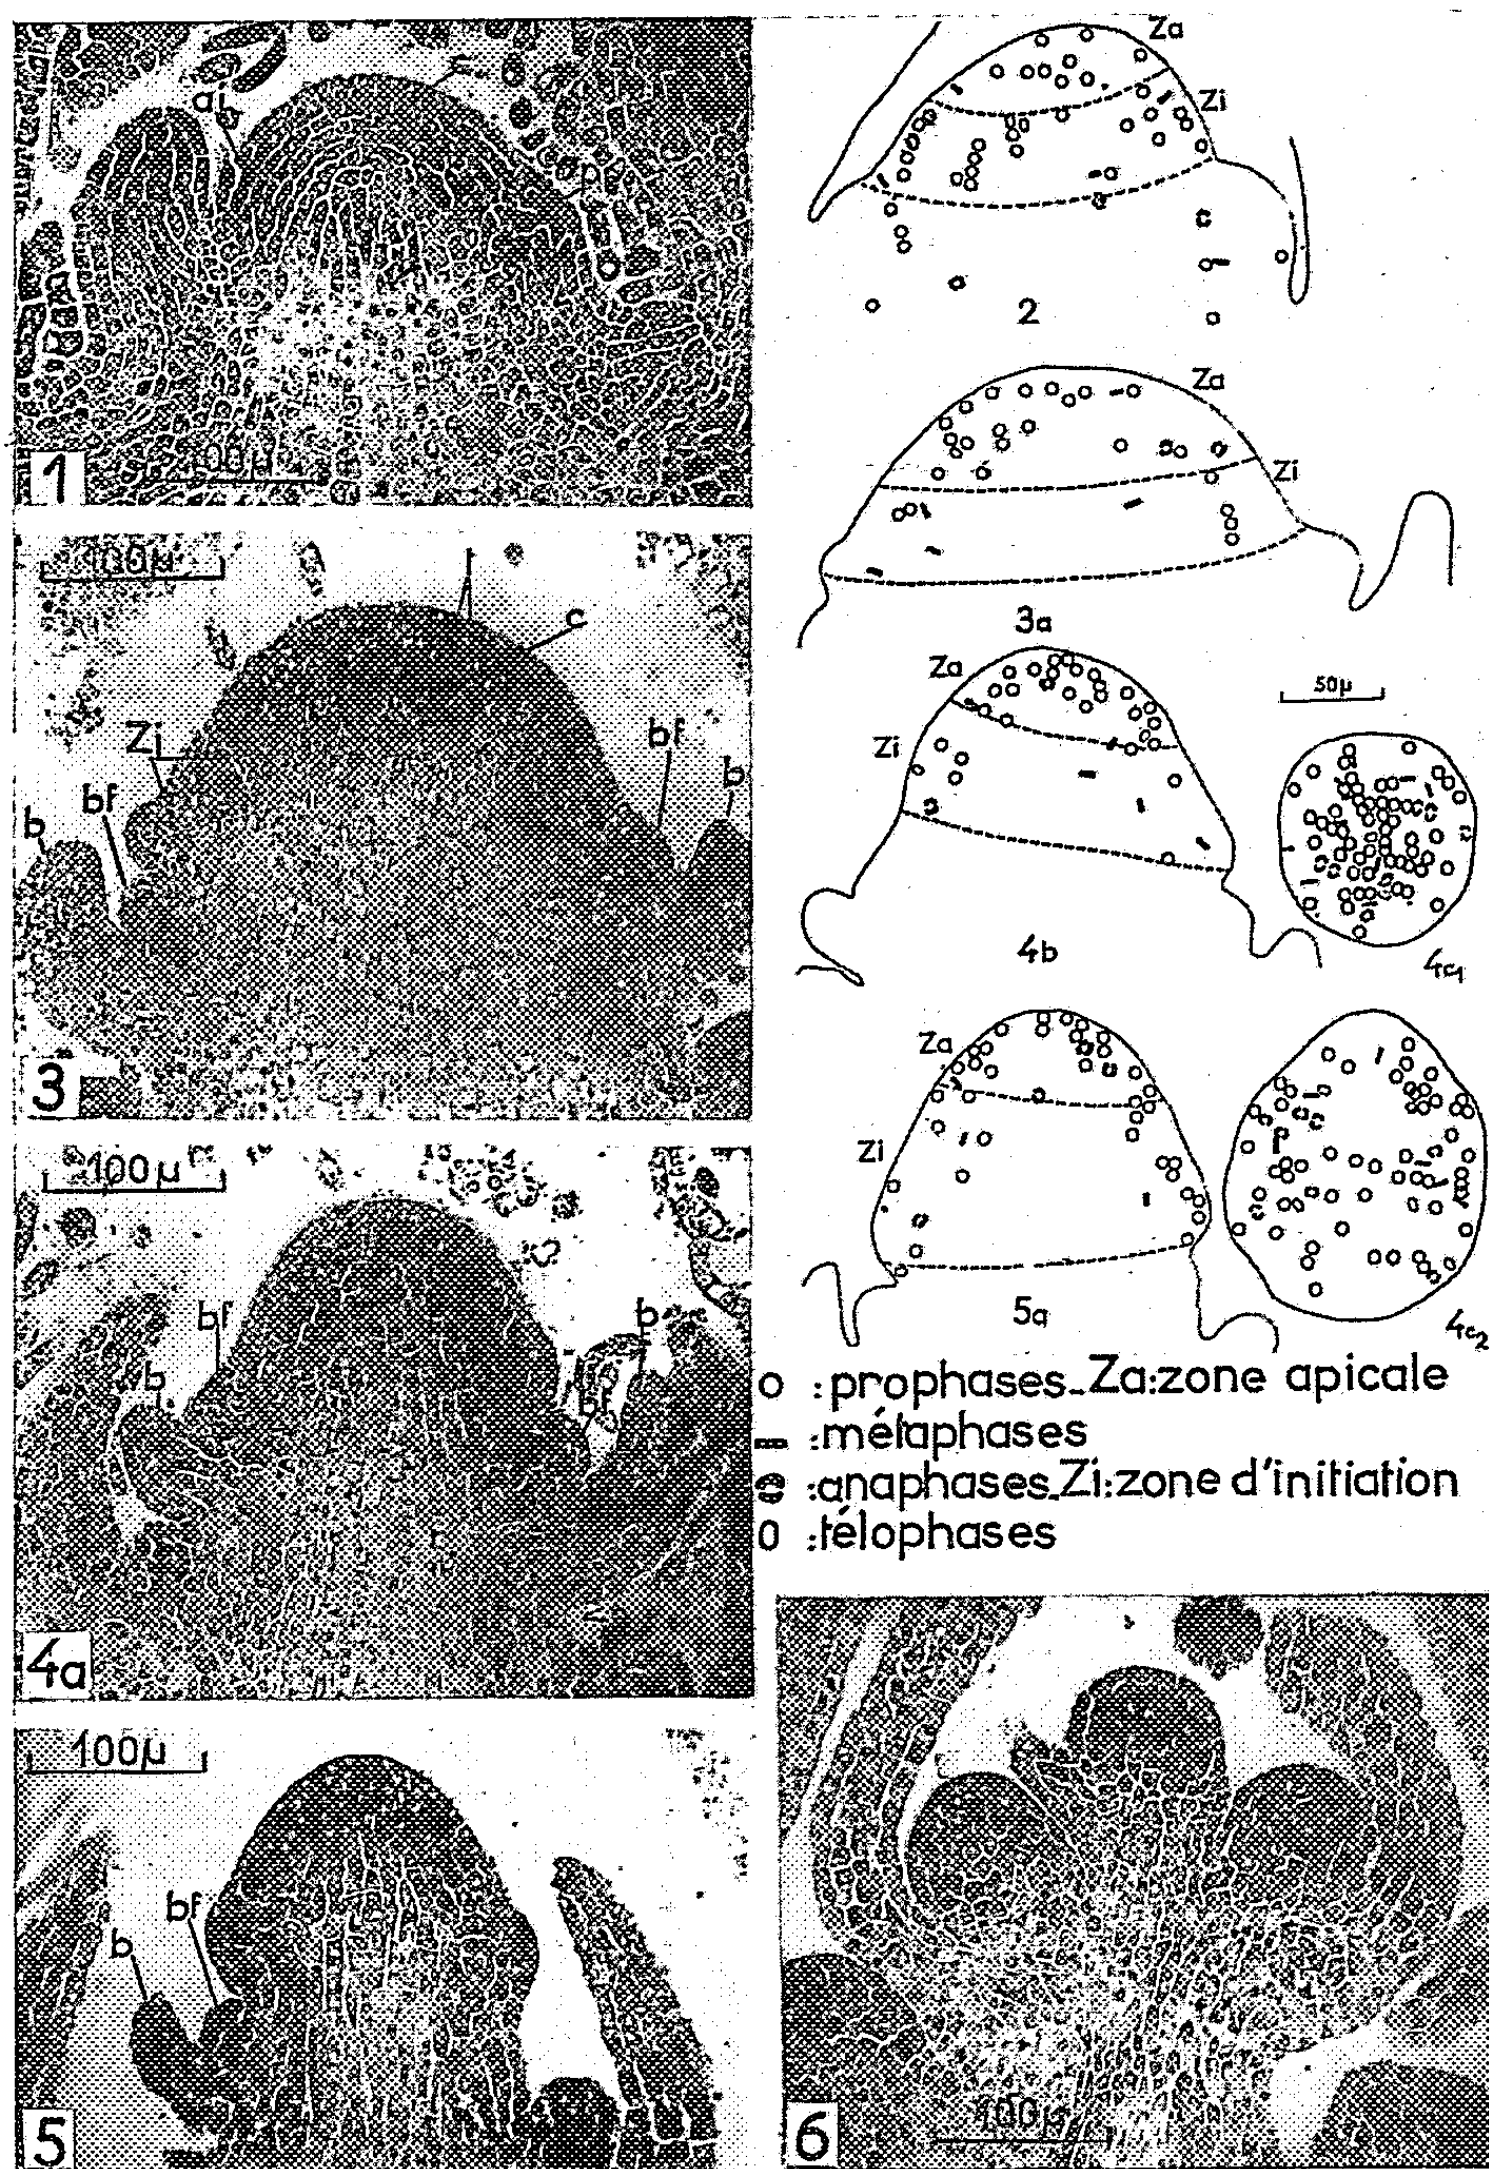 c
ai
p
100µ
1
Za
Zi
2
100µ
l
c
Zi
bf
b
bf
b
3
Za
Zi
3a
Za
Zi
50µ
4b
4c1
100µ
bf
b
b
bf
4a
Za
Zi
5a
4c2
o :prophases_Za:zone apicale
– :métaphases
:anaphases_Zi:zone d'initiation
0 :télophases
100µ
bf
b
5
100µ
6